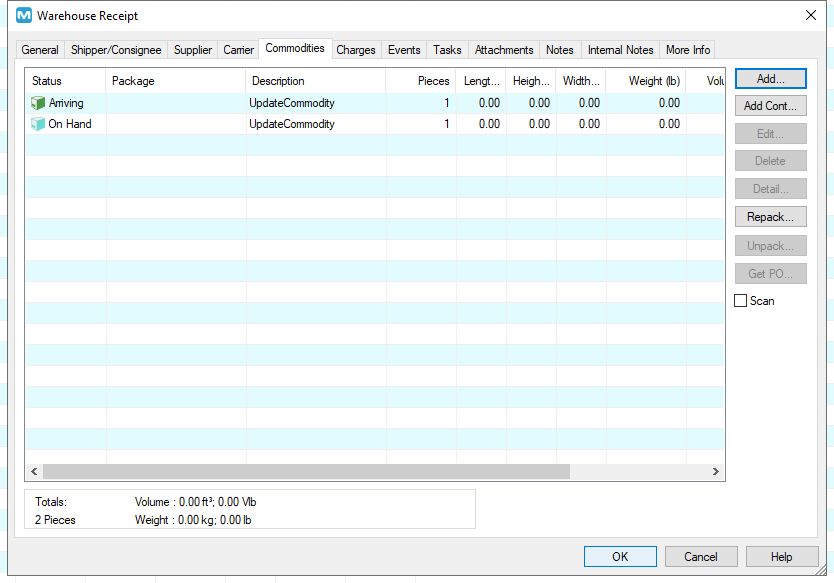 Warehouse Receipt
General Shipper/Consignee Supplier Carrier Commodities Charges Events Tasks Attachments Notes Internal Notes More Info
Status Package Description Pieces Lengt... Heigh... Width... Weight (lb) Volu
Arriving UpdateCommodity 1 0.00 0.00 0.00 0.00
On Hand UpdateCommodity 1 0.00 0.00 0.00 0.00
Add...
Add Cont...
Edit...
Delete
Detail...
Repack...
Unpack...
Get PO...
Scan
Totals: Volume : 0.00 ft³; 0.00 Vlb
2 Pieces Weight : 0.00 kg; 0.00 lb
OK Cancel Help